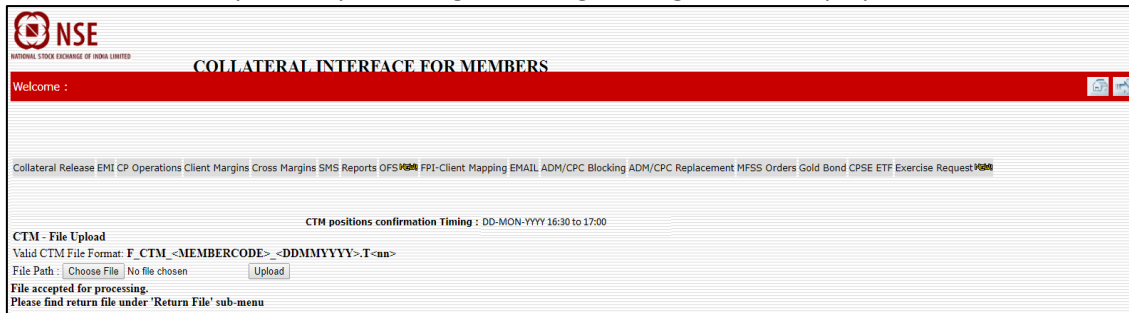 NSE
NATIONAL STOCK EXCHANGE OF INDIA LIMITED
COLLATERAL INTERFACE FOR MEMBERS
Welcome :
Collateral Release EMI CP Operations Client Margins Cross Margins SMS Reports OFS NEW! FPI-Client Mapping EMAIL ADM/CPC Blocking ADM/CPC Replacement MFSS Orders Gold Bond CPSE ETF Exercise Request NEW!
CTM positions confirmation Timing : DD-MON-YYYY 16:30 to 17:00
CTM - File Upload
Valid CTM File Format: F_CTM_<MEMBERCODE>_<DDMMYYYY>.T<nn>
File Path : Choose File No file chosen Upload
File accepted for processing.
Please find return file under 'Return File' sub-menu